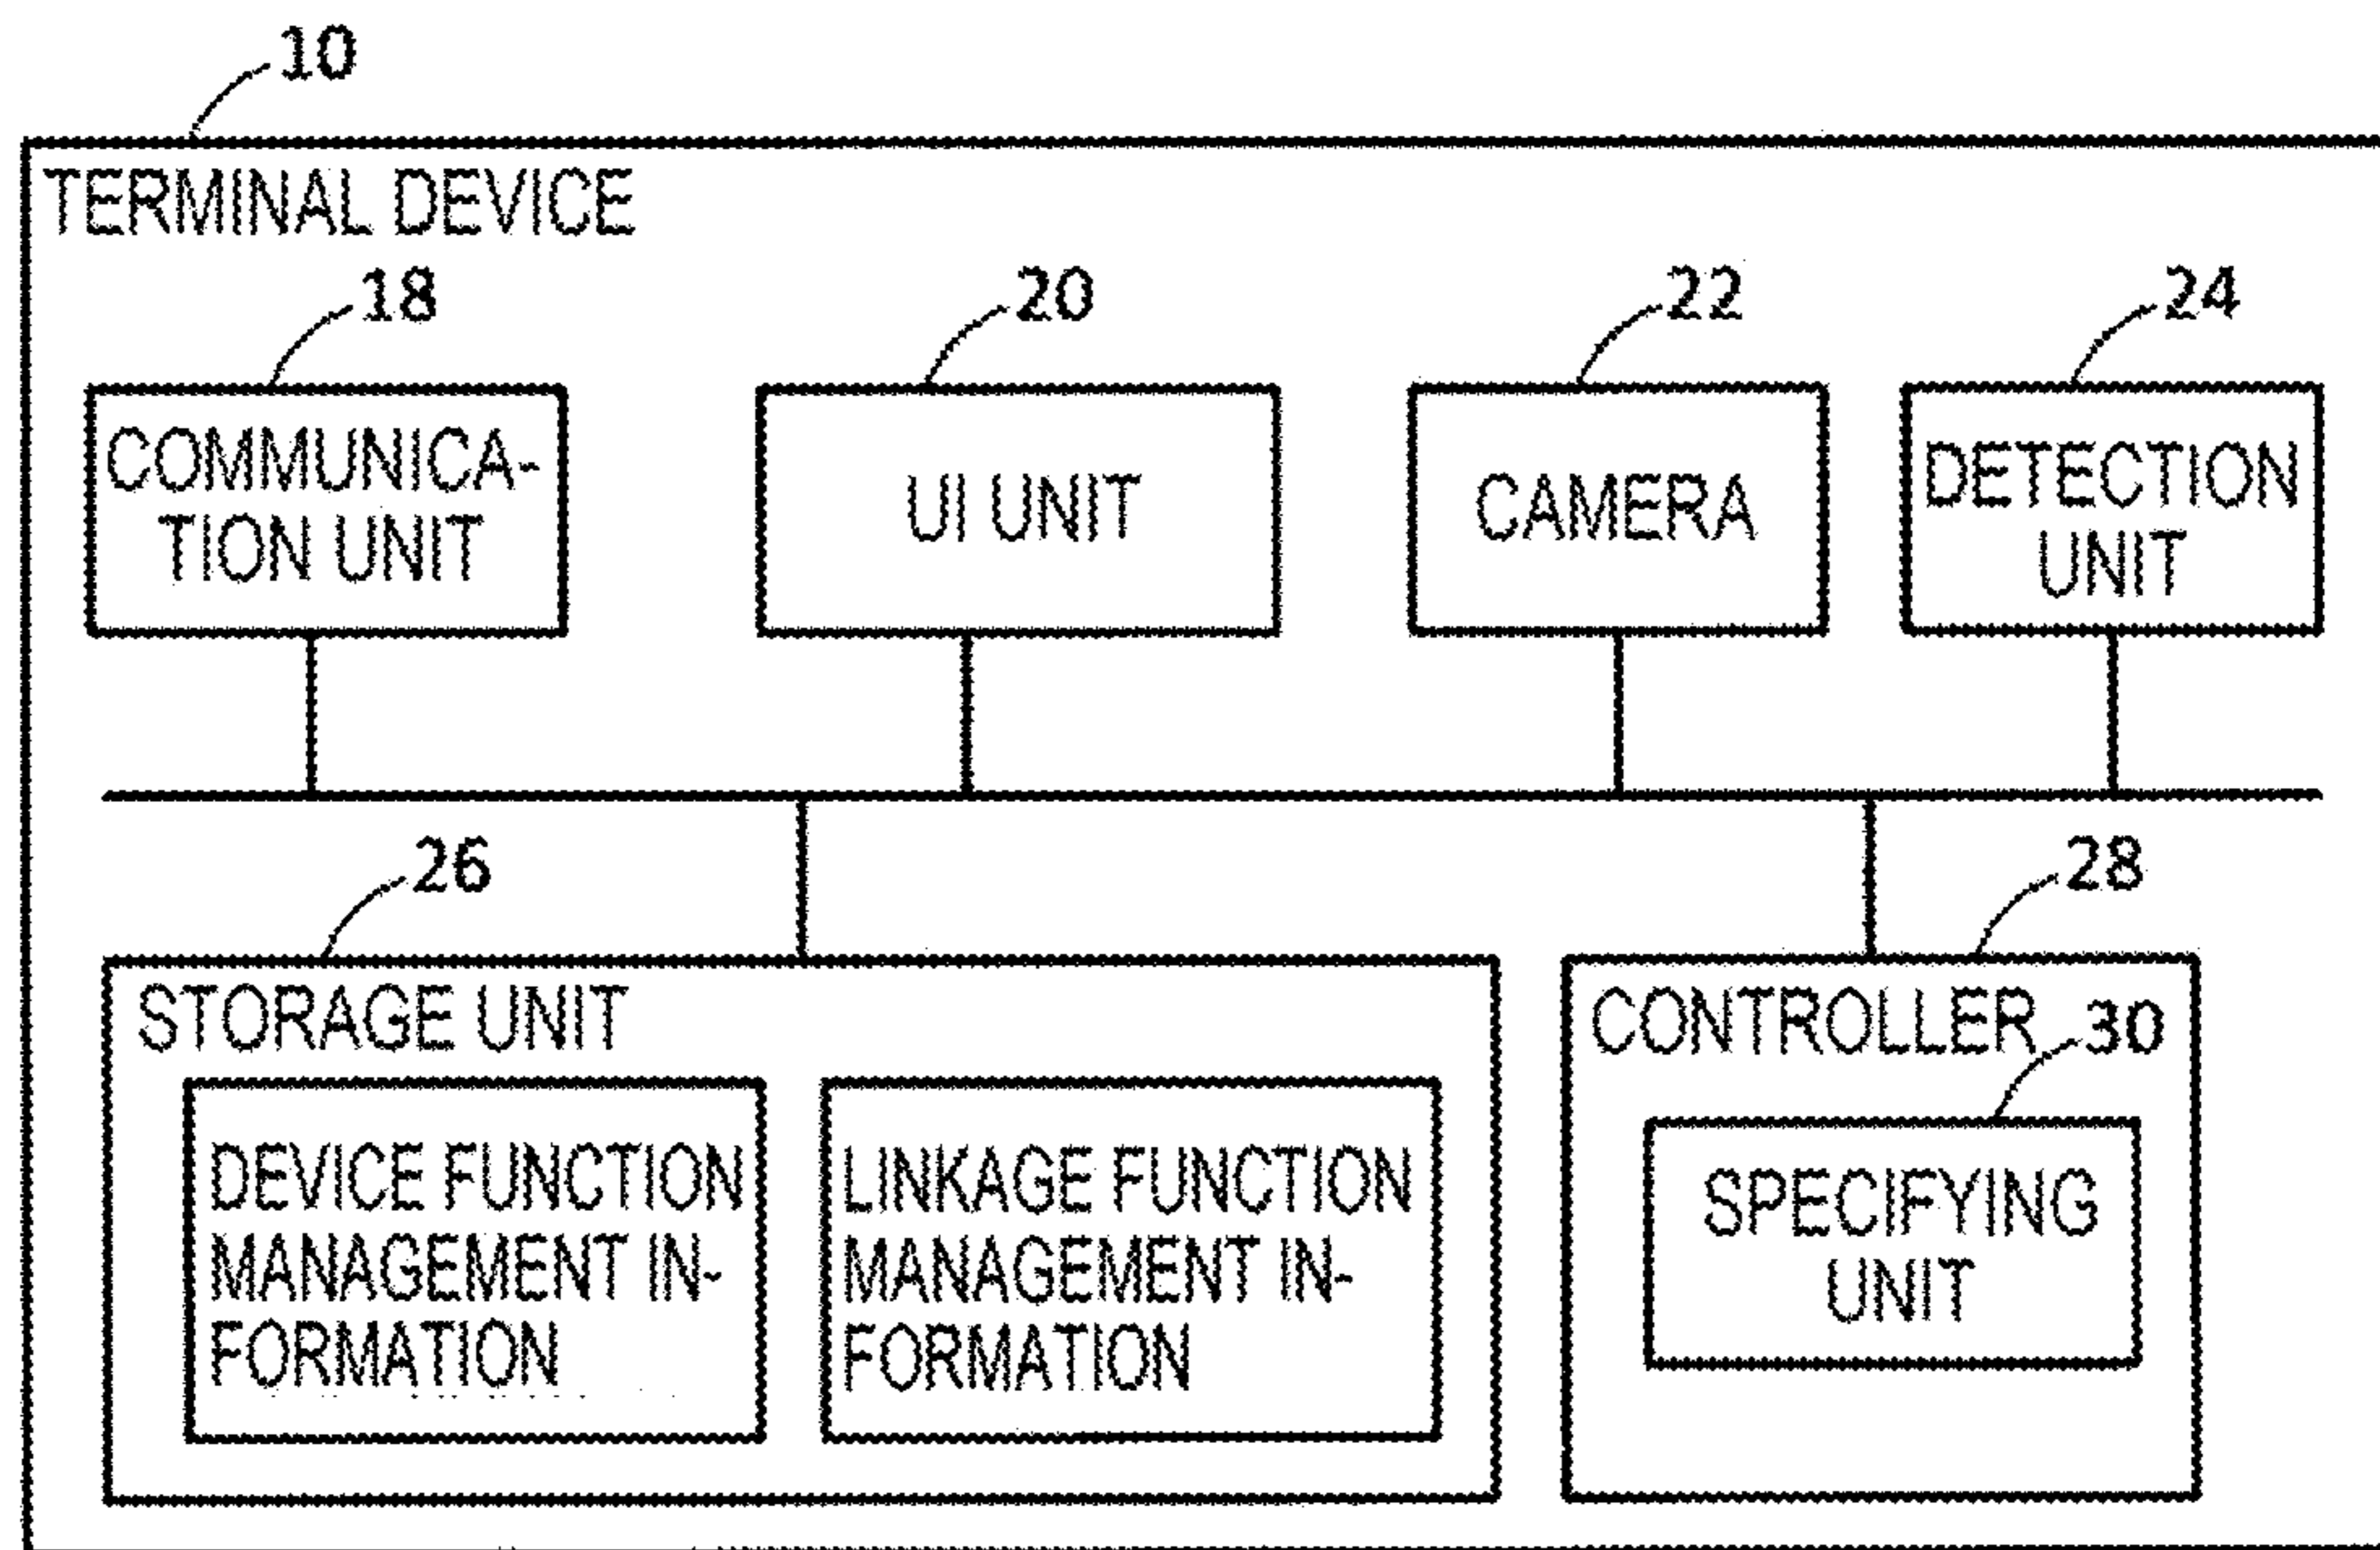 10
TERMINAL DEVICE
18
20
22
24
COMMUNICA-
TION UNIT
UI UNIT
CAMERA
DETECTION
UNIT
26
28
STORAGE UNIT
CONTROLLER
30
DEVICE FUNCTION
MANAGEMENT IN-
FORMATION
LINKAGE FUNCTION
MANAGEMENT IN-
FORMATION
SPECIFYING
UNIT